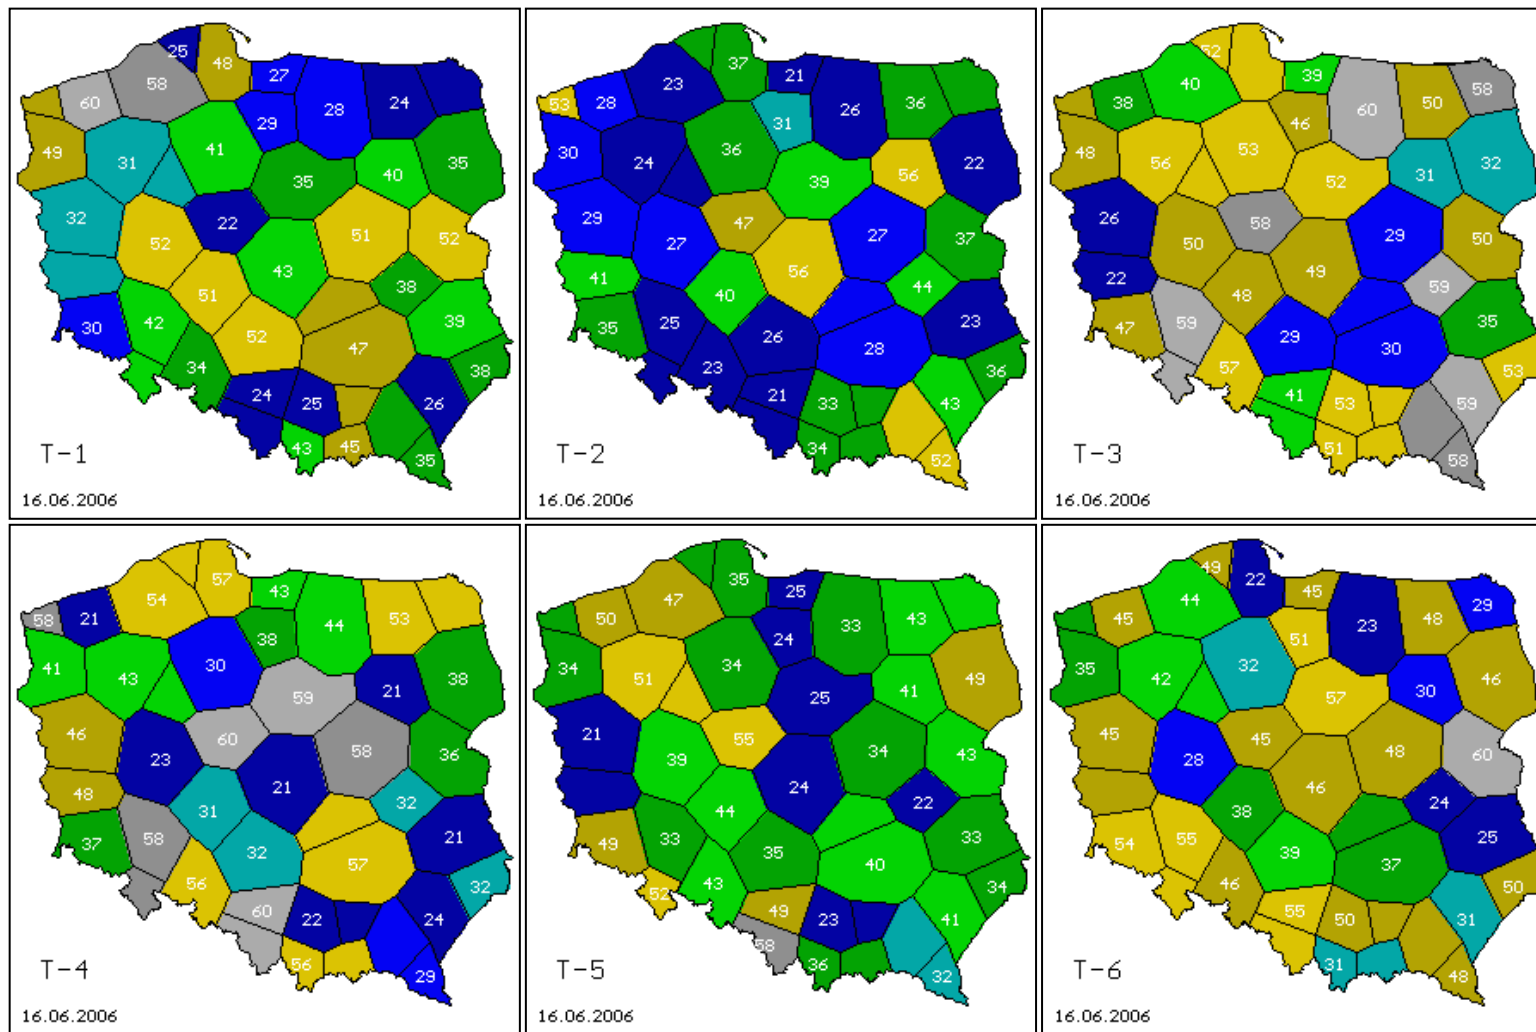 25 48
60 58 27 28 24
29
49 31 41 40 35
35
32 22 51 52
52
43
51 38
30 42 39
52 47
34 38
24 25 26
43 45
35
T-1
16.06.2006
37
23 21 26
53 28 36
31
30 24 36 56 22
39
29 47 27 37
27
56
41 40 44
35 25 23
26 28
23 36
21 33 43
34
52
T-2
16.06.2006
52
40 39 60 58
38 50
46
48 56 53 31 32
52
26 58 29 50
50
49
22 48 59
47 59 35
29 30
57 53
41 53 59
51
58
T-3
16.06.2006
57
54 43
58 21 44 53
38
41 43 30 21 38
59
46 60 58 36
23
21
48 31 32
37 58 21
32 57
56 32
60 22 24
56
29
T-4
16.06.2006
35
50 47 25 33 43
24
34 51 34 41 49
25
21 55 34 43
39
24
44 22
49 33 33
35 40
52 43 34
49 23 41
58
36
32
T-5
16.06.2006
49 22
45 44 45 23 48 29
51
35 42 32 30 46
57
45 45 48 60
28
46
38 24
54 55 25
39 37
46 50
55 50 31
31
48
T-6
16.06.2006